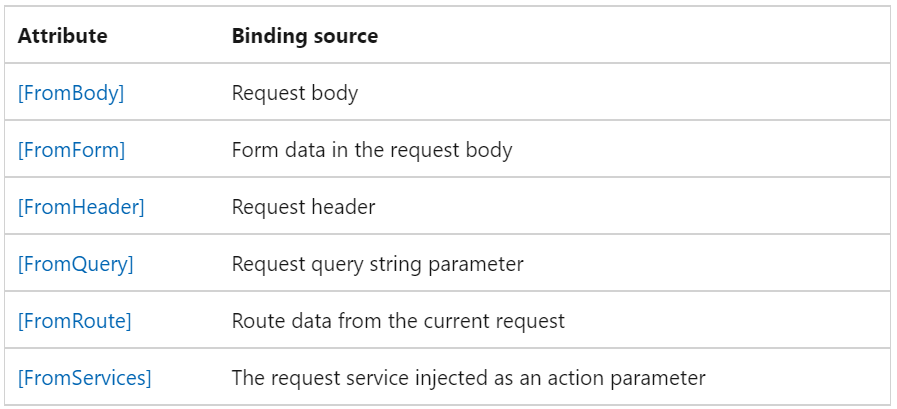 Attribute Binding source
[FromBody] Request body
[FromForm] Form data in the request body
[FromHeader] Request header
[FromQuery] Request query string parameter
[FromRoute] Route data from the current request
[FromServices] The request service injected as an action parameter